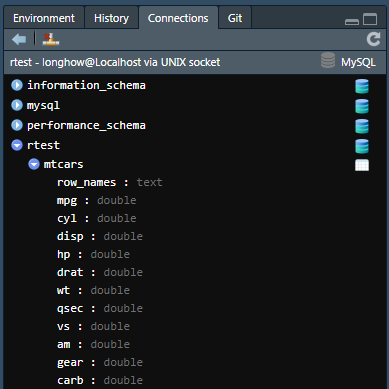 Environment History Connections Git
rtest - longhow@Localhost via UNIX socket MySQL
information_schema
mysql
performance_schema
rtest
mtcars
row_names : text
mpg : double
cyl : double
disp : double
hp : double
drat : double
wt : double
qsec : double
vs : double
am : double
gear : double
carb : double